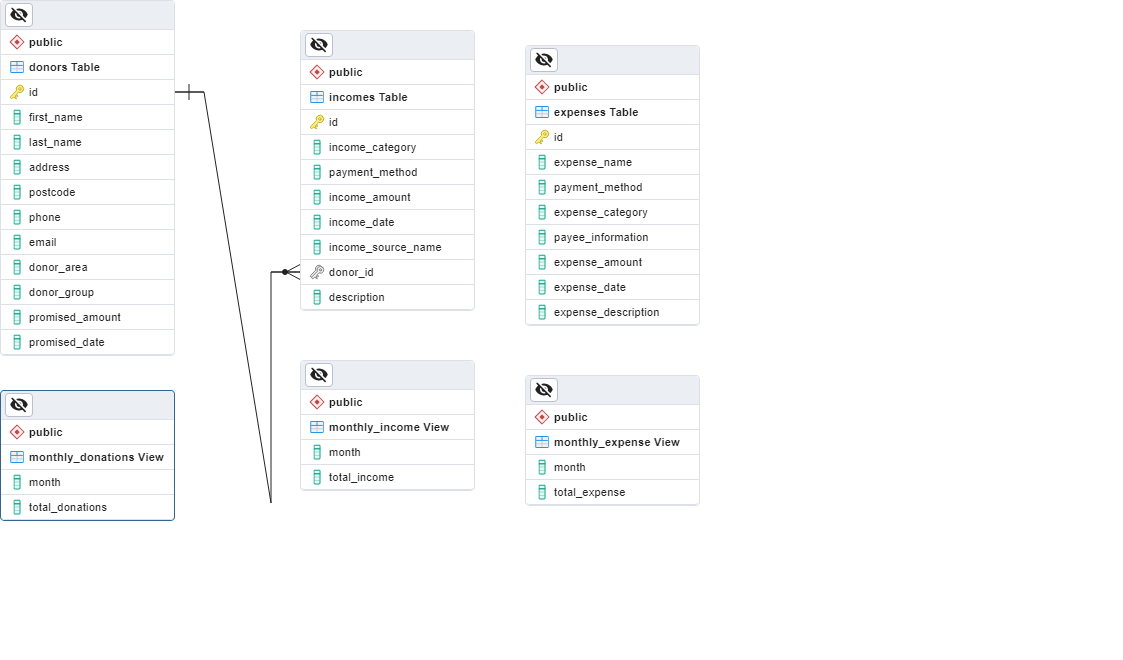 public
donors Table
id
first_name
last_name
address
postcode
phone
email
donor_area
donor_group
promised_amount
promised_date
public
monthly_donations View
month
total_donations
public
incomes Table
id
income_category
payment_method
income_amount
income_date
income_source_name
donor_id
description
public
monthly_income View
month
total_income
public
expenses Table
id
expense_name
payment_method
expense_category
payee_information
expense_amount
expense_date
expense_description
public
monthly_expense View
month
total_expense